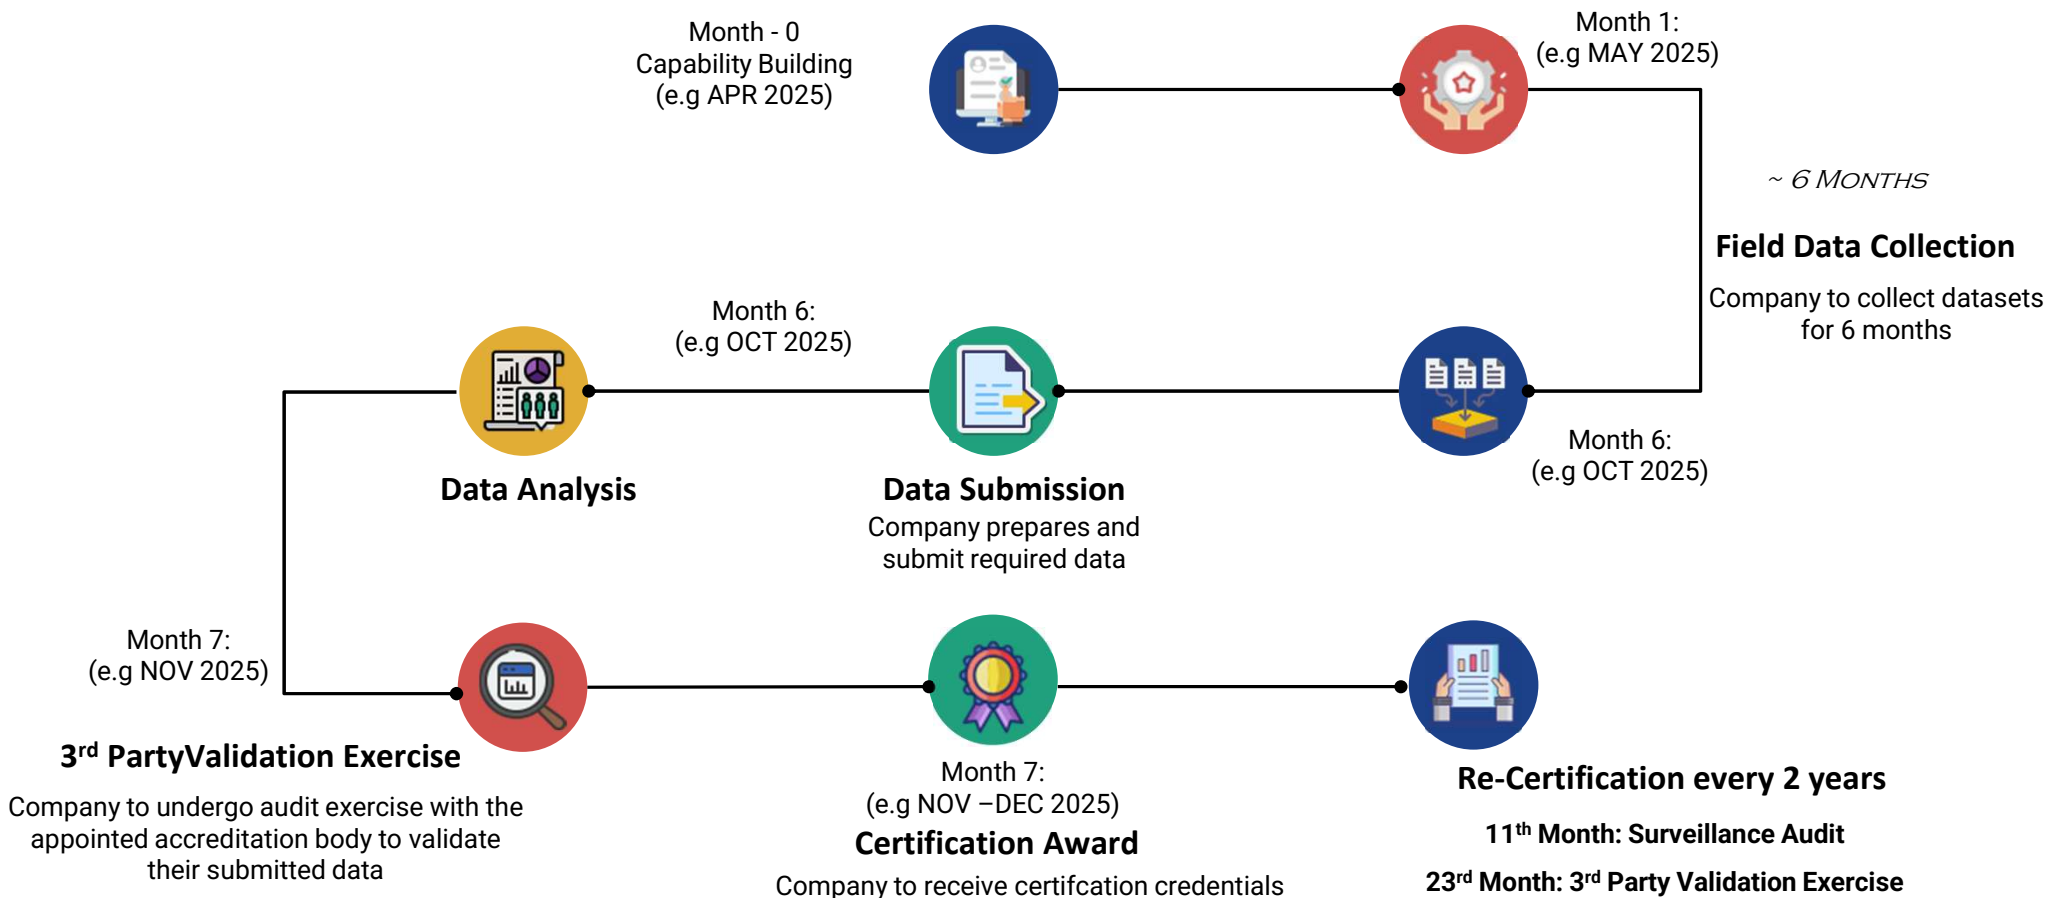 Month - 0
Capability Building
(e.g APR 2025)
Month 1:
(e.g MAY 2025)
~ 6 MONTHS
Field Data Collection
Company to collect datasets
for 6 months
Month 6:
(e.g OCT 2025)
Month 6:
(e.g OCT 2025)
Data Submission
Company prepares and
submit required data
Data Analysis
Month 7:
(e.g NOV 2025)
3rd PartyValidation Exercise
Company to undergo audit exercise with the
appointed accreditation body to validate
their submitted data
Month 7:
(e.g NOV –DEC 2025)
Certification Award
Company to receive certifcation credentials
Re-Certification every 2 years
11th Month: Surveillance Audit
23rd Month: 3rd Party Validation Exercise